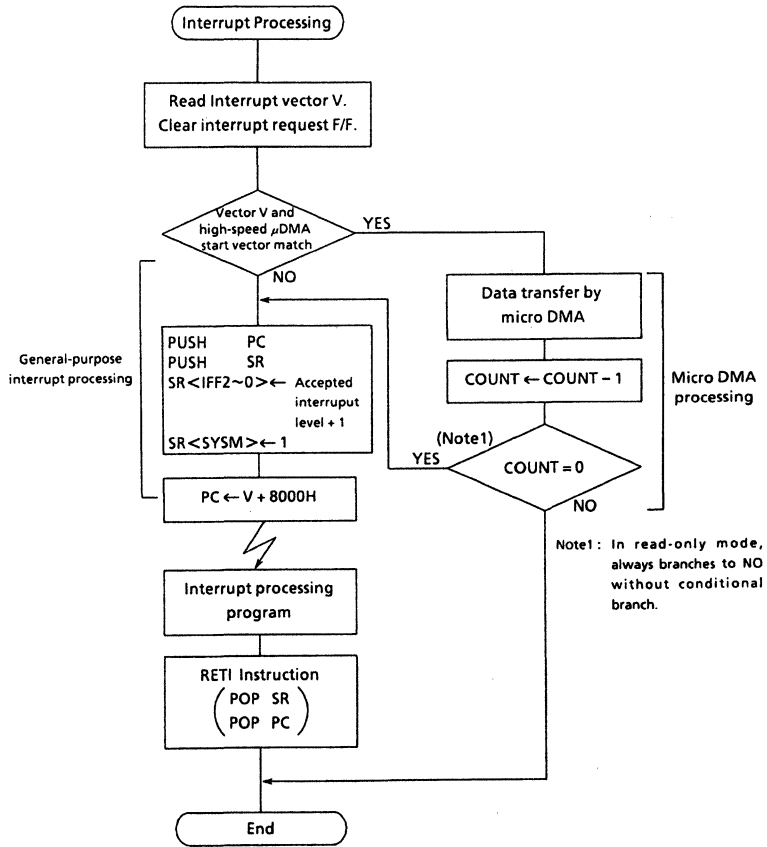 Interrupt Processing
Read Interrupt vector V.
Clear interrupt request F/F.
Vector V and
high-speed μDMA
start vector match
YES
NO
General-purpose
interrupt processing
PUSH PC
PUSH SR
SR<IFF2~0>← Accepted
interruput
level + 1
SR<SYSM>← 1
PC ← V + 8000H
Interrupt processing
program
RETI Instruction
(POP SR
POP PC)
End
Data transfer by
micro DMA
COUNT ← COUNT − 1
Micro DMA
processing
(Note1)
YES
COUNT = 0
NO
Note1 : In read-only mode,
always branches to NO
without conditional
branch.